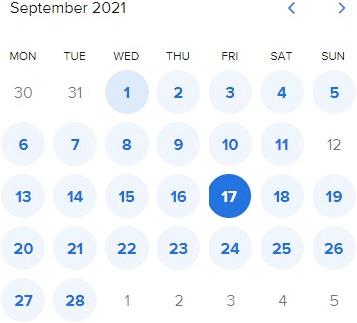 September 2021
MON TUE WED THU FRI SAT SUN
30 31 1 2 3 4 5
6 7 8 9 10 11 12
13 14 15 16 17 18 19
20 21 22 23 24 25 26
27 28 1 2 3 4 5